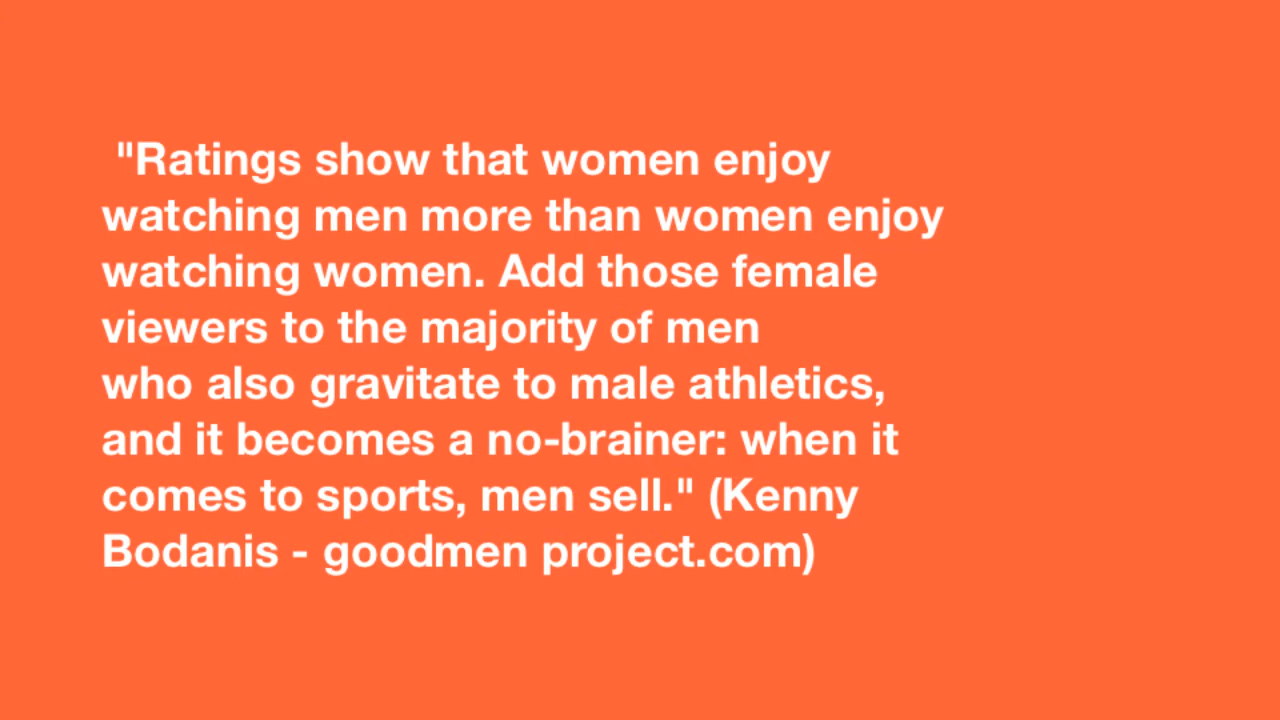 "Ratings show that women enjoy
watching men more than women enjoy
watching women. Add those female
viewers to the majority of men
who also gravitate to male athletics,
and it becomes a no-brainer: when it
comes to sports, men sell." (Kenny
Bodanis - goodmen project.com)